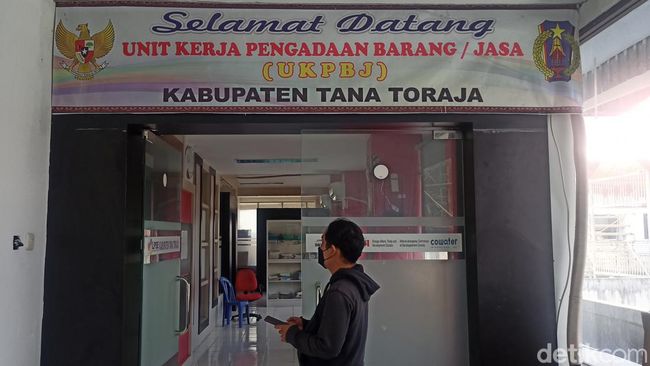 Selamat Datang
UNIT KERJA PENGADAAN BARANG / JASA
(UKPBJ)
KABUPATEN TANA TORAJA
cowater
detikcom